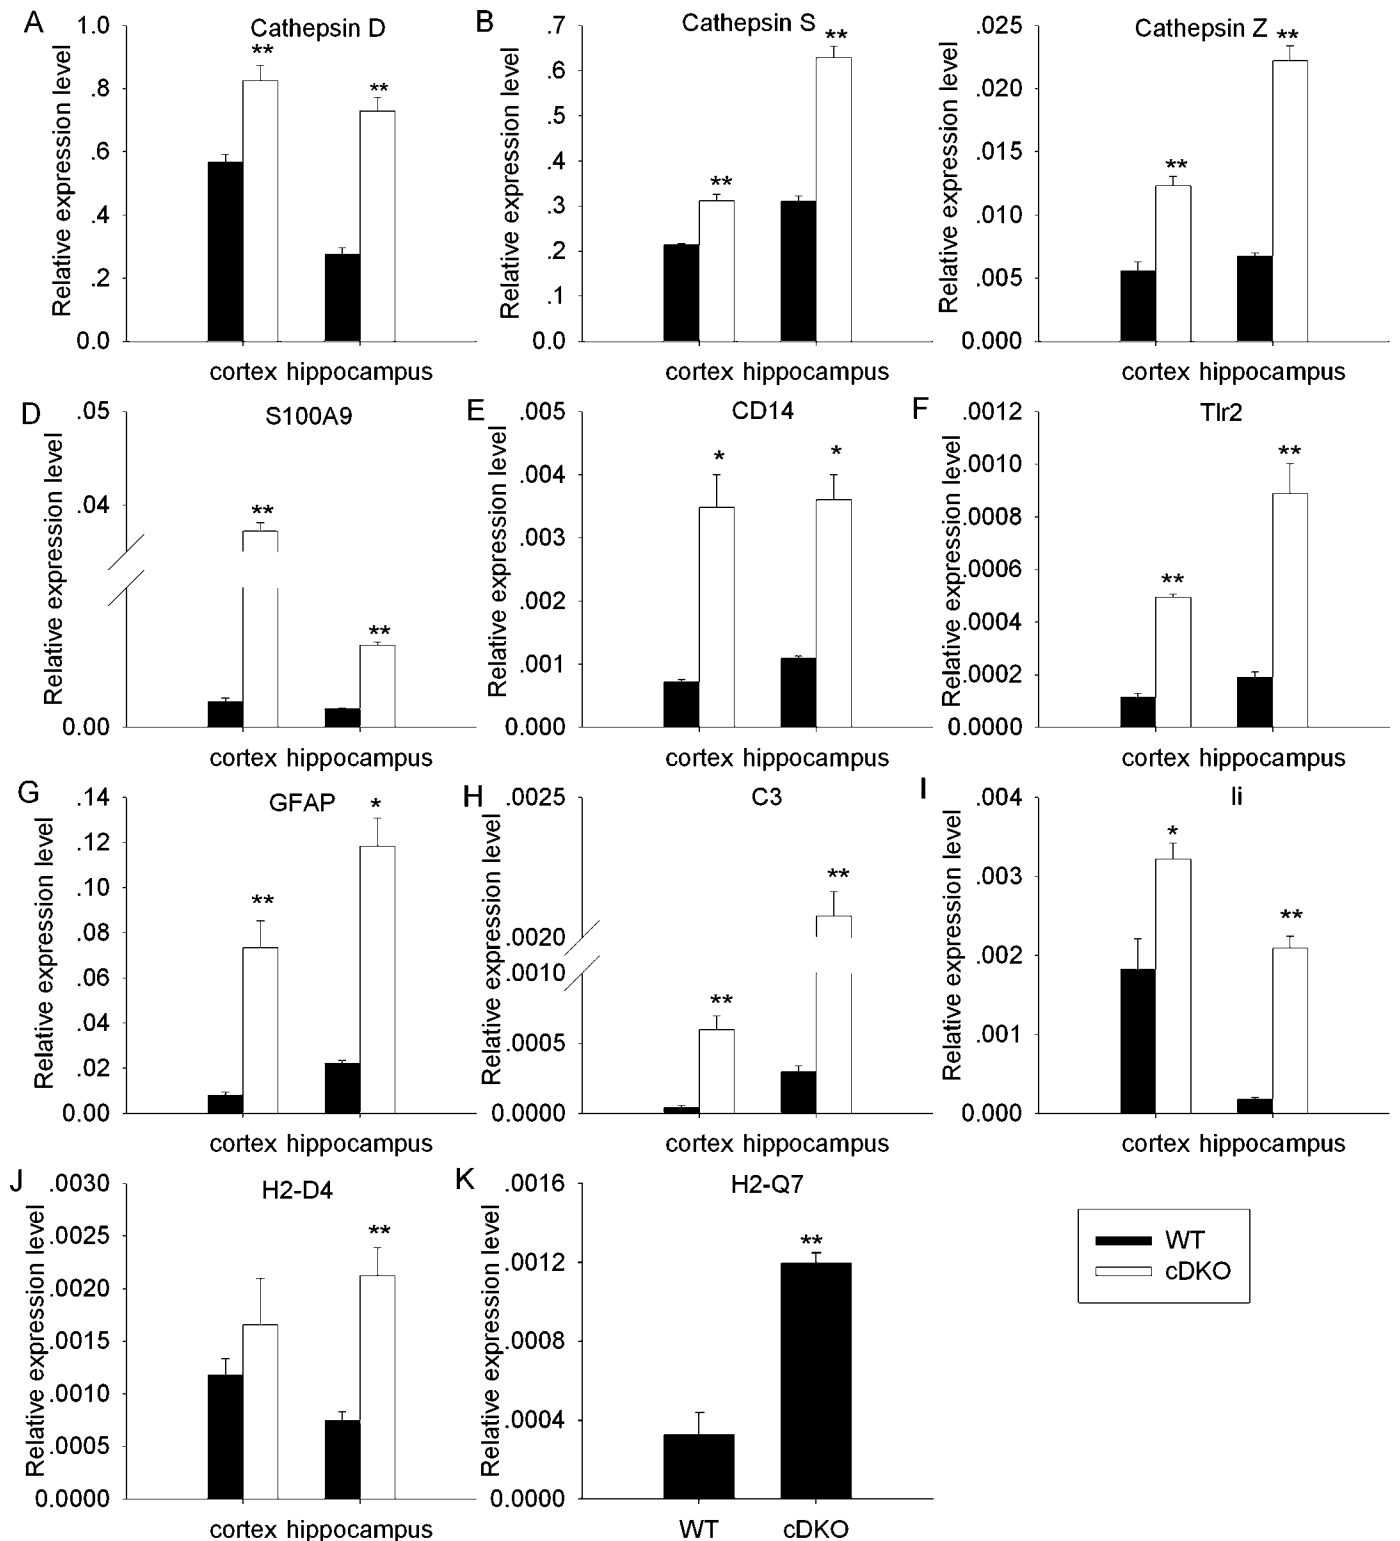 A
Cathepsin D
Relative expression level
1.0
.8
.6
.4
.2
0.0
**
**
cortex hippocampus
B
Cathepsin S
Relative expression level
.7
.6
.5
.4
.3
.2
.1
0.0
**
**
cortex hippocampus
Cathepsin Z
Relative expression level
.025
.020
.015
.010
.005
0.000
**
**
cortex hippocampus
D
S100A9
Relative expression level
.05
.04
0.00
**
**
cortex hippocampus
E
CD14
Relative expression level
.005
.004
.003
.002
.001
0.000
*
*
cortex hippocampus
F
Tlr2
Relative expression level
.0012
.0010
.0008
.0006
.0004
.0002
0.0000
**
**
cortex hippocampus
G
GFAP
Relative expression level
.14
.12
.10
.08
.06
.04
.02
0.00
**
*
cortex hippocampus
H
C3
Relative expression level
.0025
.0020
.0010
.0005
0.0000
**
**
cortex hippocampus
I
Ii
Relative expression level
.004
.003
.002
.001
0.000
*
**
cortex hippocampus
J
H2-D4
Relative expression level
.0030
.0025
.0020
.0015
.0010
.0005
0.0000
**
cortex hippocampus
K
H2-Q7
Relative expression level
.0016
.0012
.0008
.0004
0.0000
**
WT cDKO
WT
cDKO